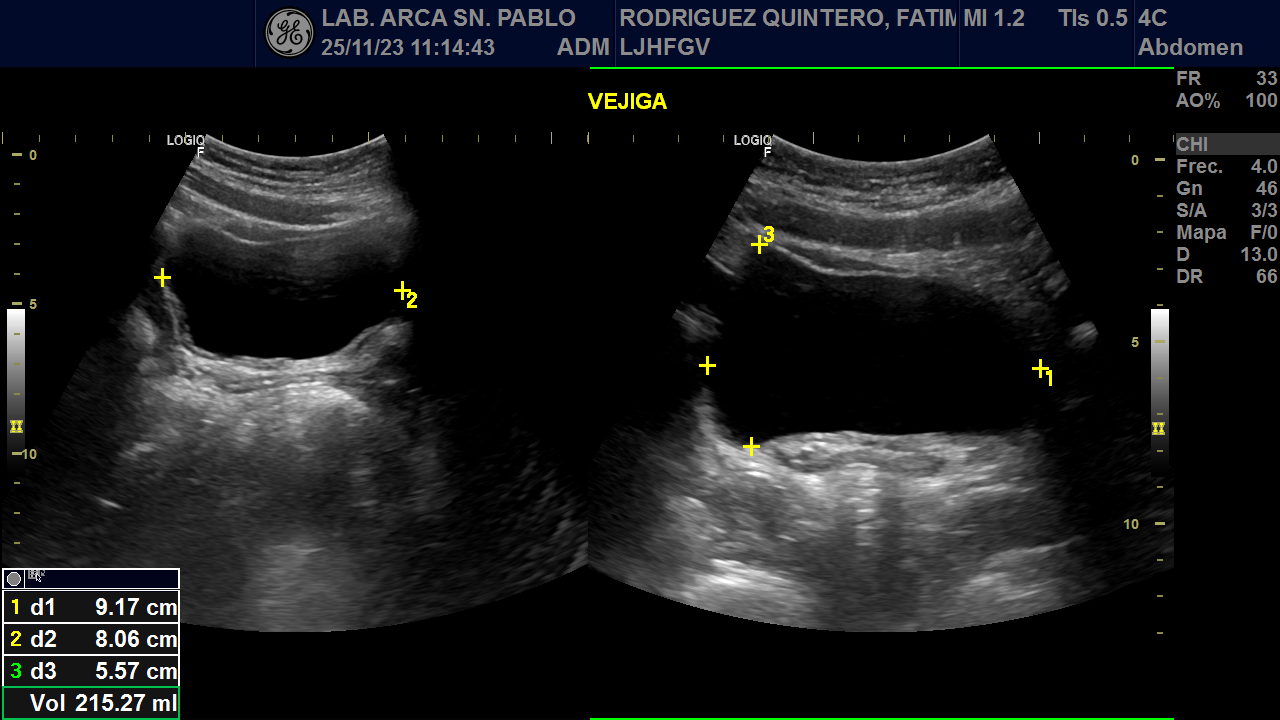 LAB. ARCA SN. PABLO
25/11/23 11:14:43 ADM
RODRIGUEZ QUINTERO, FATIM
LJHFGV
MI 1.2 TIs 0.5
4C
Abdomen
FR 33
AO% 100
CHI
Frec. 4.0
Gn 46
S/A 3/3
Mapa F/0
D 13.0
DR 66
VEJIGA
LOGIQ
F
LOGIQ
F
0
5
10
0
5
10
2
3
1
1 d1 9.17 cm
2 d2 8.06 cm
3 d3 5.57 cm
Vol 215.27 ml